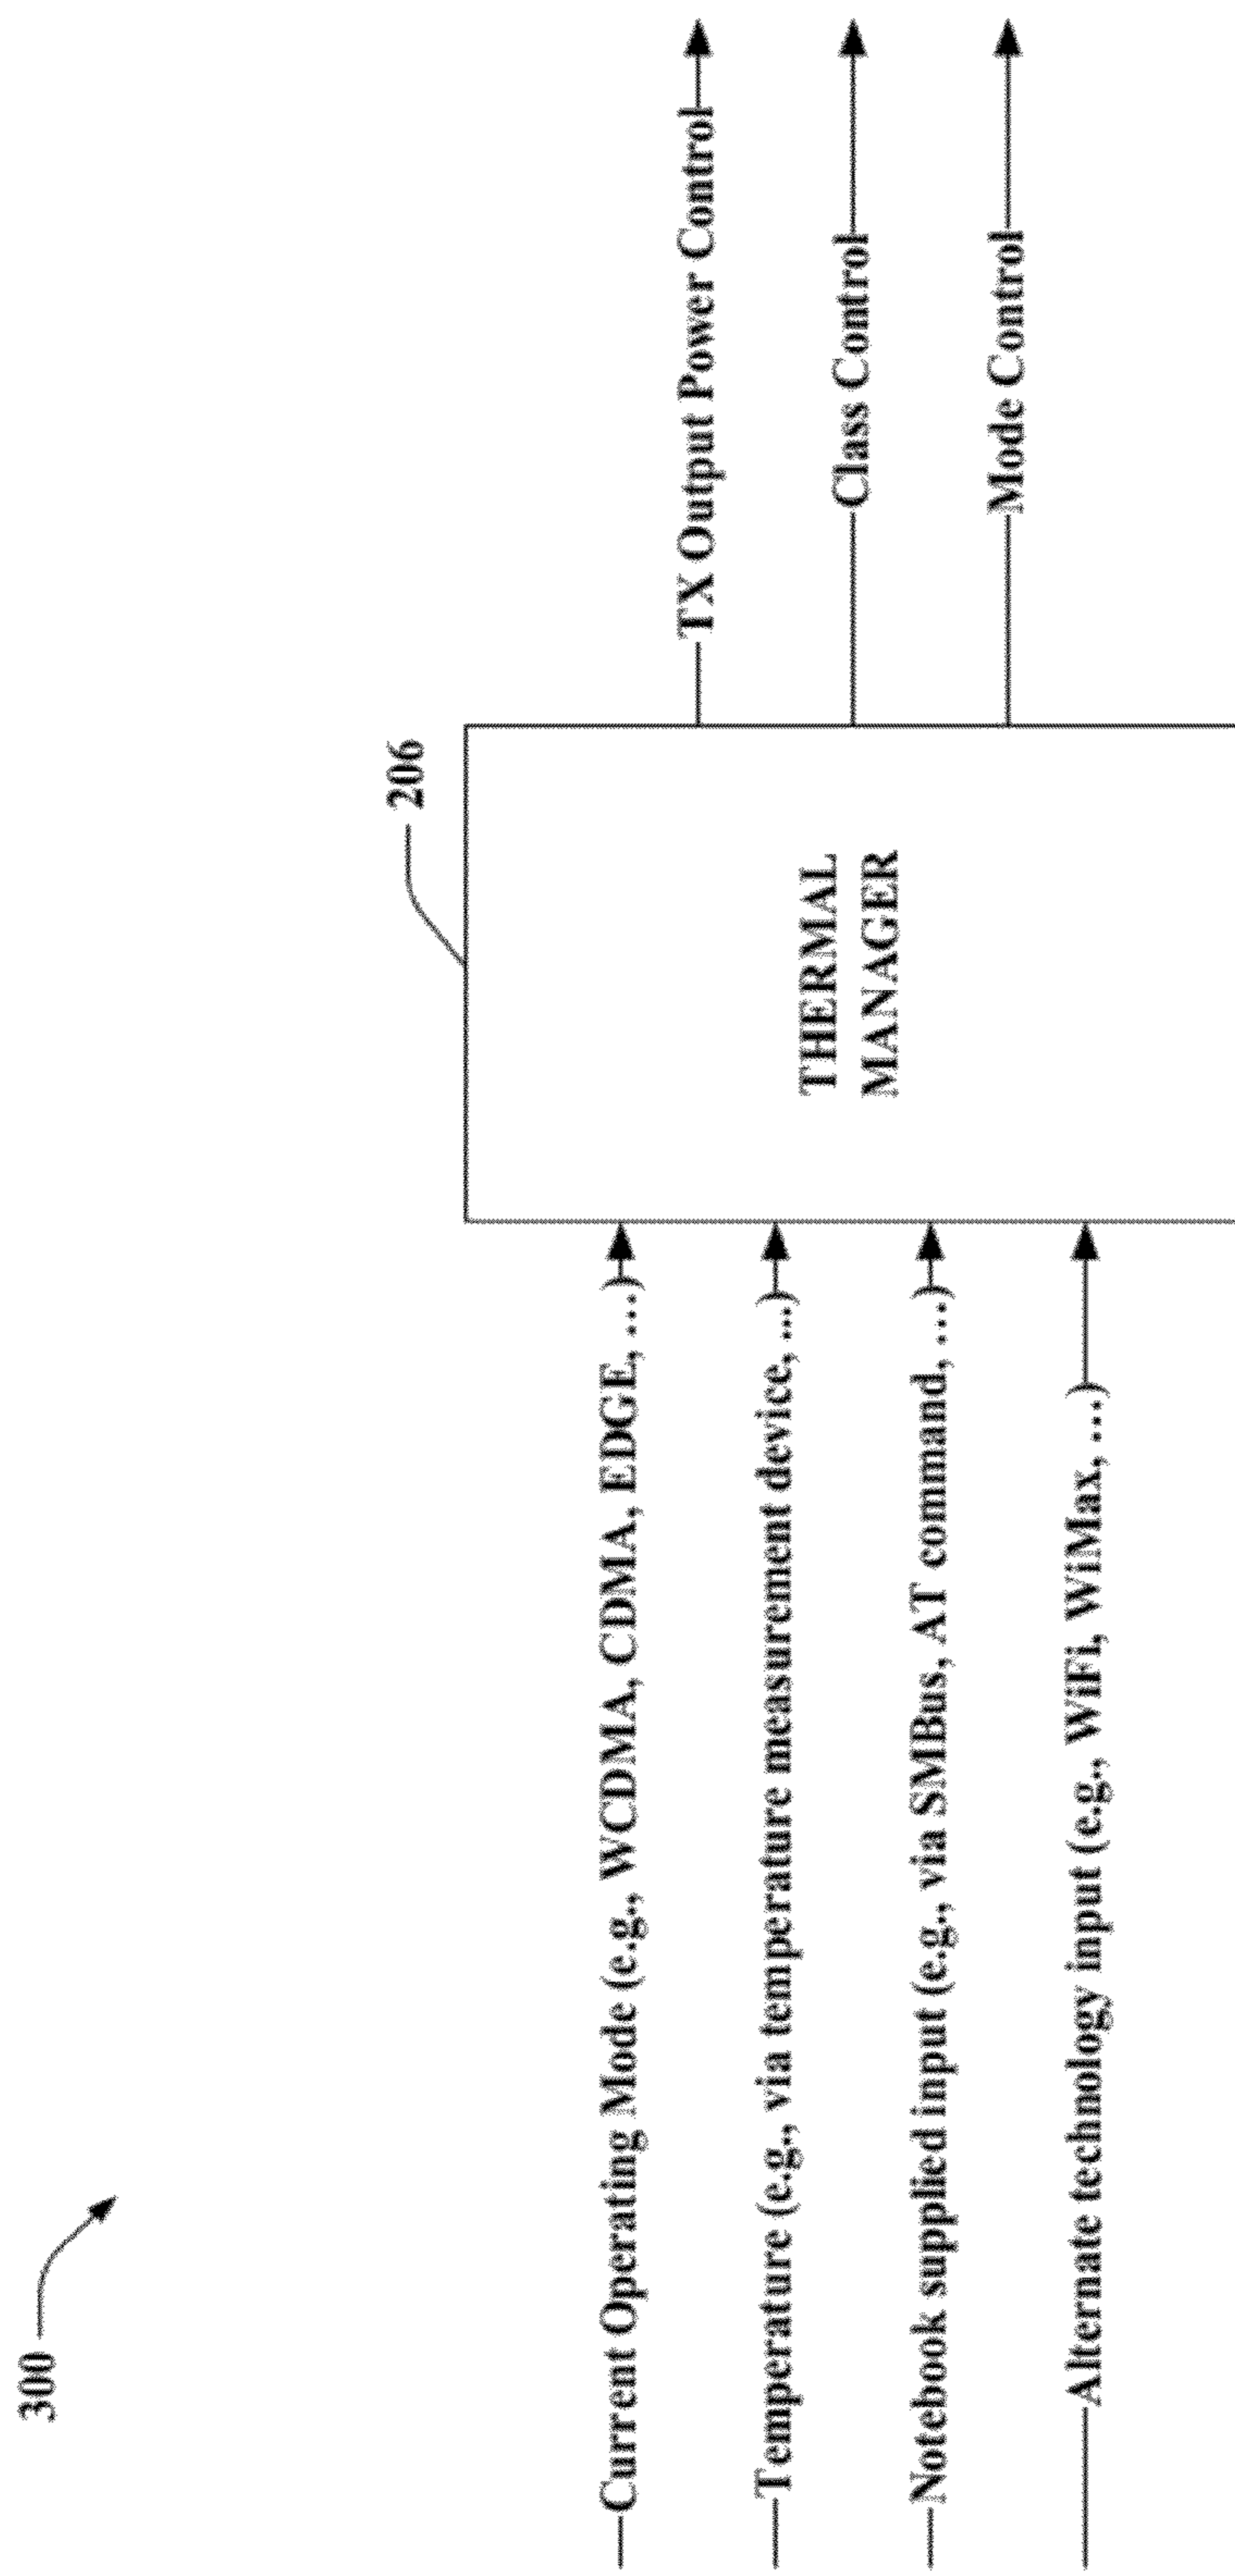 300
206
Current Operating Mode (e.g., WCDMA, CDMA, EDGE, …)
Temperature (e.g., via temperature measurement device, ...)
Notebook supplied input (e.g., via SMBus, AT command, …)
Alternate technology input (e.g., WiFi, WiMax, …)
THERMAL
MANAGER
TX Output Power Control
Class Control
Mode Control